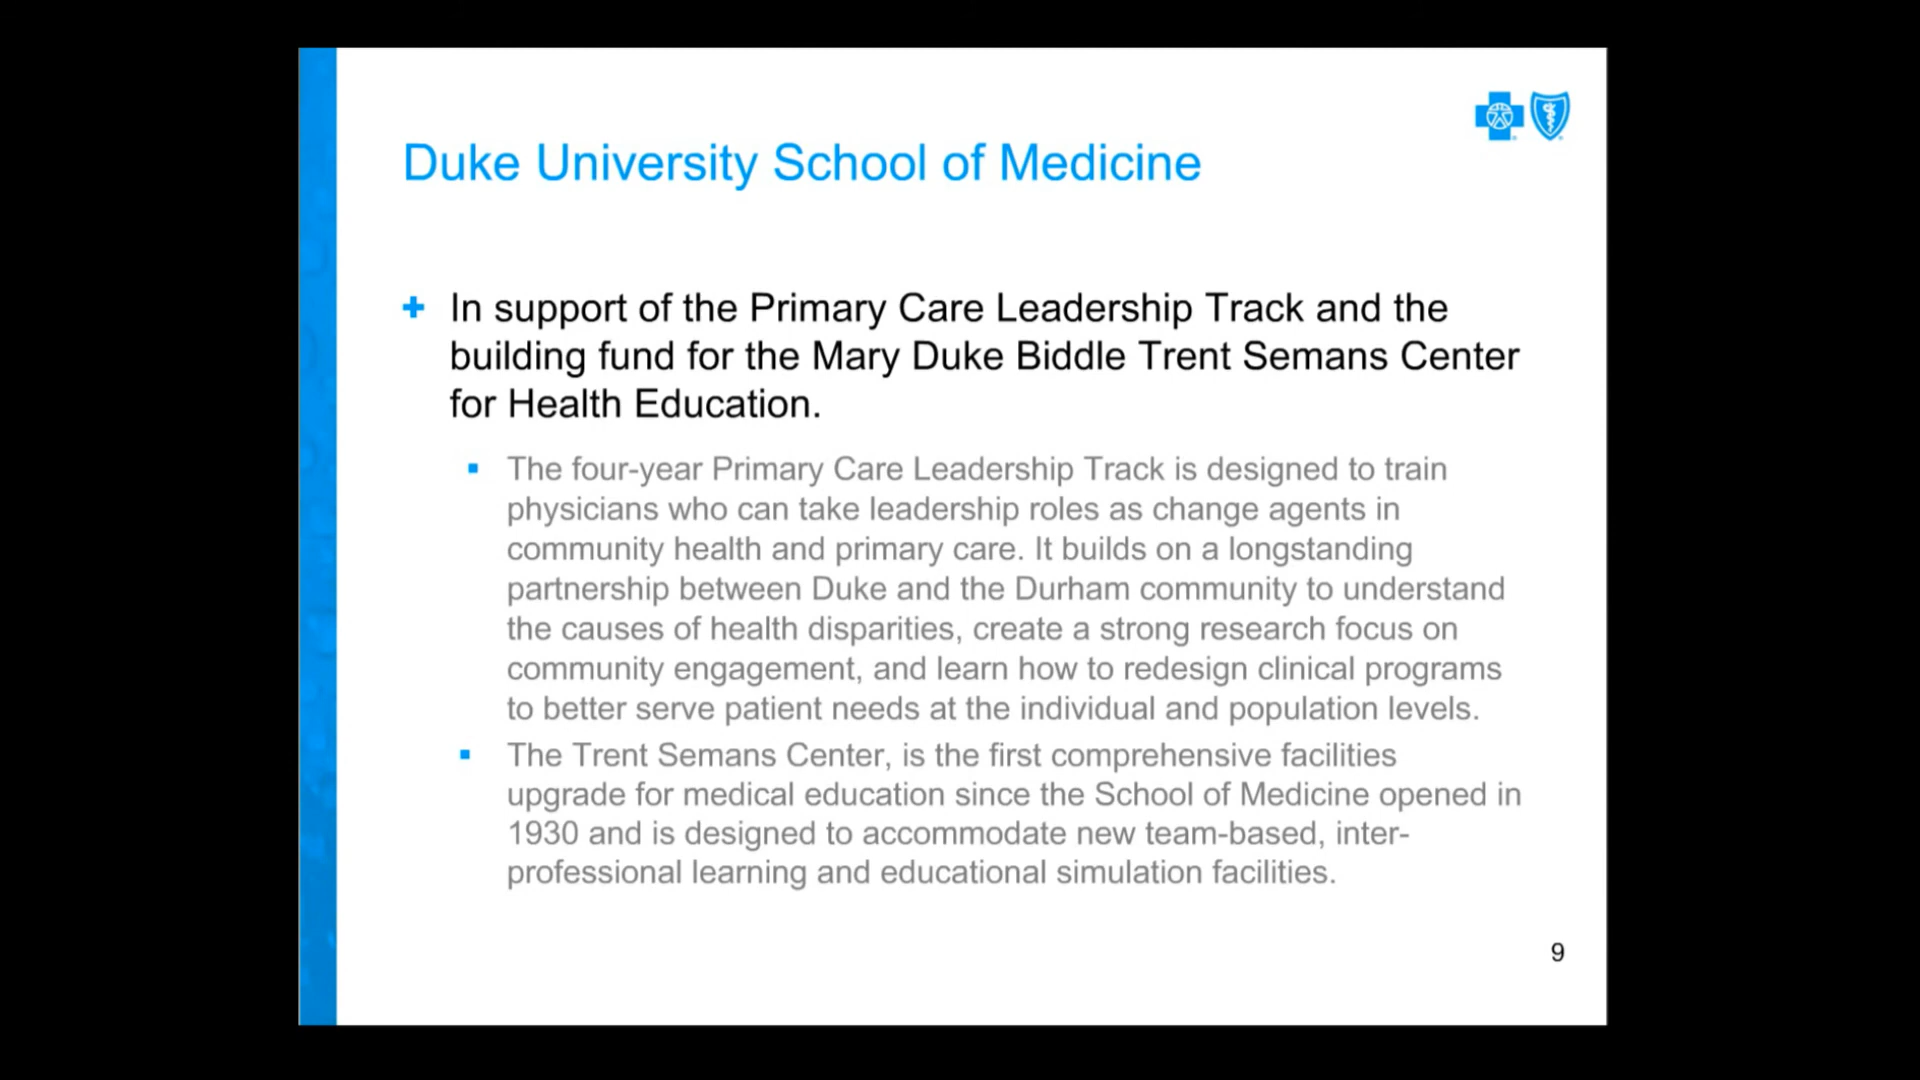 Duke University School of Medicine
In support of the Primary Care Leadership Track and the
building fund for the Mary Duke Biddle Trent Semans Center
for Health Education.
The four-year Primary Care Leadership Track is designed to train
physicians who can take leadership roles as change agents in
community health and primary care. It builds on a longstanding
partnership between Duke and the Durham community to understand
the causes of health disparities, create a strong research focus on
community engagement, and learn how to redesign clinical programs
to better serve patient needs at the individual and population levels.
The Trent Semans Center, is the first comprehensive facilities
upgrade for medical education since the School of Medicine opened in
1930 and is designed to accommodate new team-based, inter-
professional learning and educational simulation facilities.
9